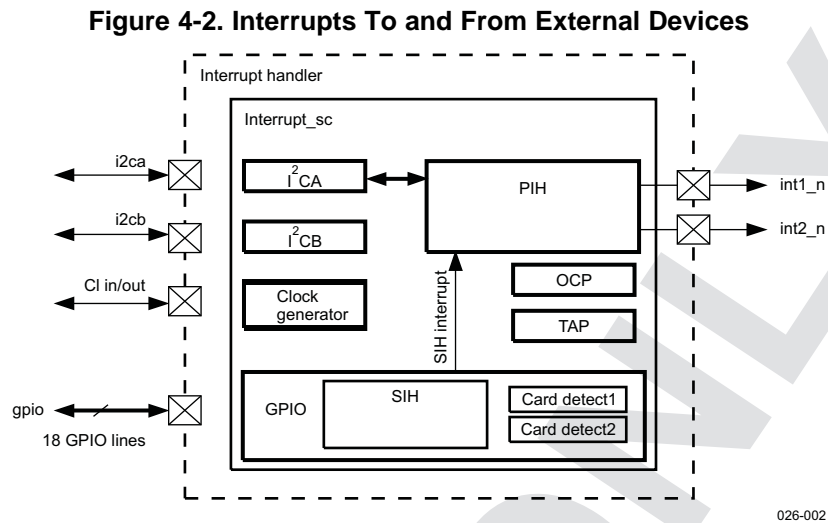 Figure 4-2. Interrupts To and From External Devices
Interrupt handler
Interrupt_sc
i2ca
I²CA
PIH
int1_n
i2cb
I²CB
int2_n
CI in/out
Clock
generator
OCP
TAP
SIH interrupt
gpio
18 GPIO lines
GPIO
SIH
Card detect1
Card detect2
026-002